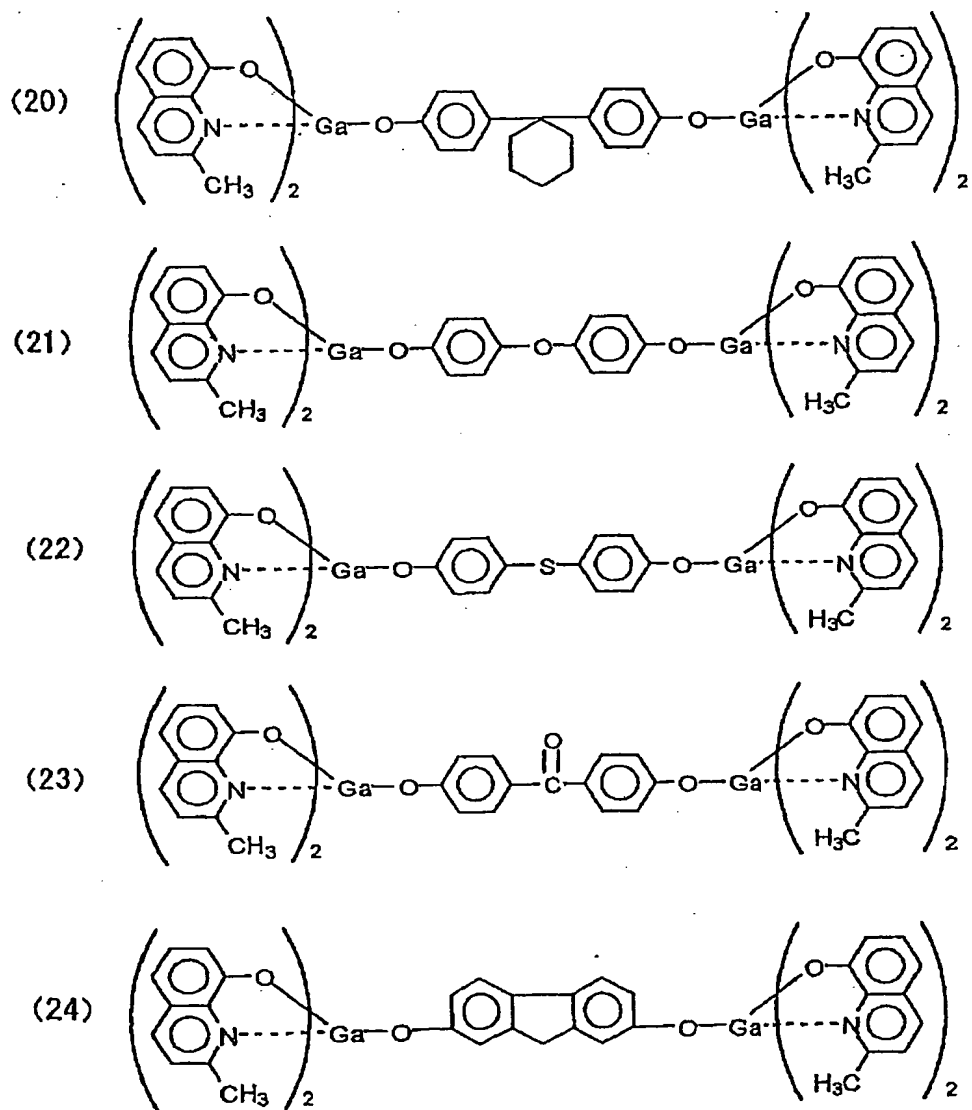 (20) O N CH3 2 Ga O O Ga O N H3C 2
(21) O N CH3 2 Ga O O O Ga O N H3C 2
(22) O N CH3 2 Ga O S O Ga O N H3C 2
(23) O N CH3 2 Ga O O C O Ga O N H3C 2
(24) O N CH3 2 Ga O O Ga O N H3C 2